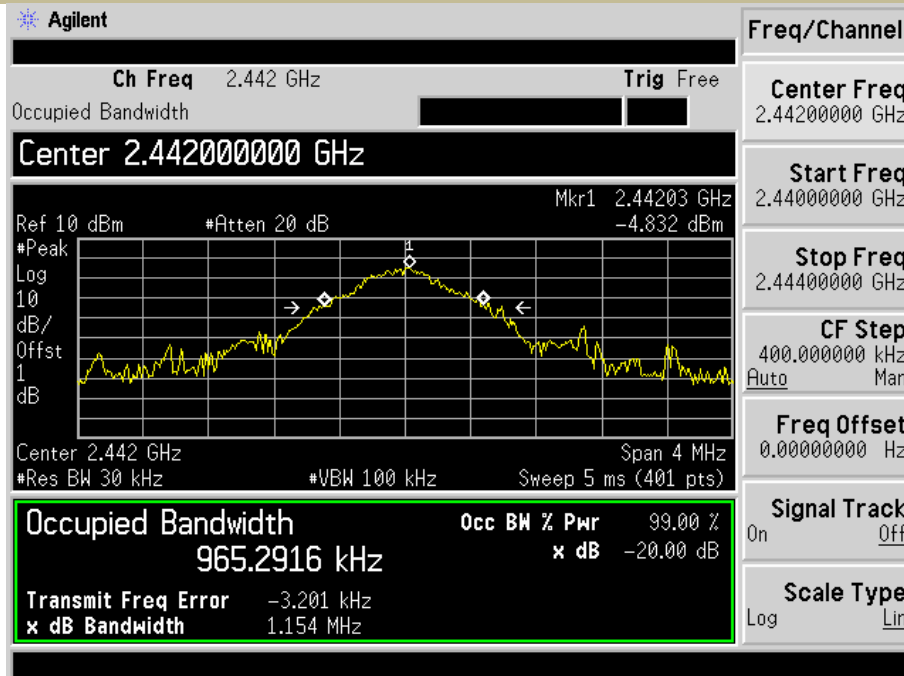 Agilent
Freq/Channel
Ch Freq 2.442 GHz Trig Free
Occupied Bandwidth
Center 2.442000000 GHz
Mkr1 2.44203 GHz
Ref 10 dBm #Atten 20 dB -4.832 dBm
#Peak
Log
10
dB/
Offst
1
dB
1
Center 2.442 GHz Span 4 MHz
#Res BW 30 kHz #VBW 100 kHz Sweep 5 ms (401 pts)
Occupied Bandwidth Occ BW % Pwr 99.00 %
965.2916 kHz x dB -20.00 dB
Transmit Freq Error -3.201 kHz
x dB Bandwidth 1.154 MHz
Center Freq
2.44200000 GHz
Start Freq
2.44000000 GHz
Stop Freq
2.44400000 GHz
CF Step
400.000000 kHz
Auto Man
Freq Offset
0.00000000 Hz
Signal Track
On Off
Scale Type
Log Lin